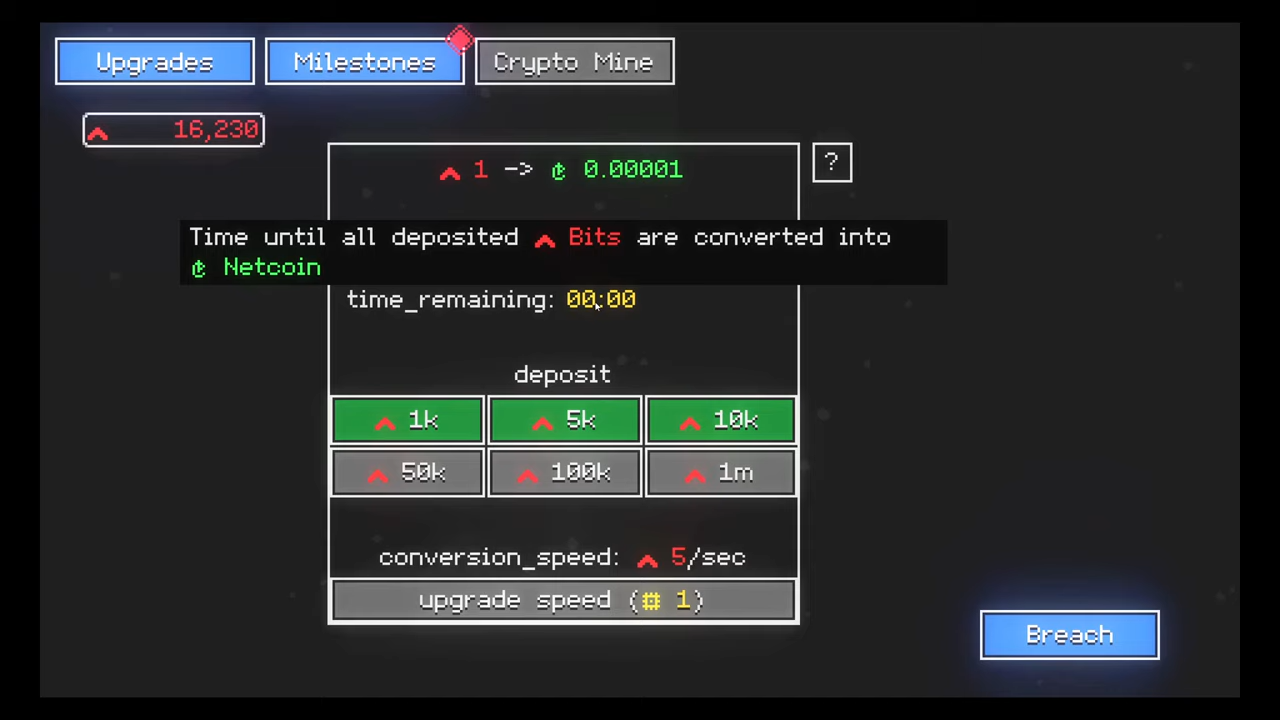 Upgrades Milestones Crypto Mine
16,230
1 -> 0.00001 ?
Time until all deposited Bits are converted into
Netcoin
time_remaining: 00:00
deposit
1k 5k 10k
50k 100k 1m
conversion_speed: 5/sec
upgrade speed ( 1)
Breach